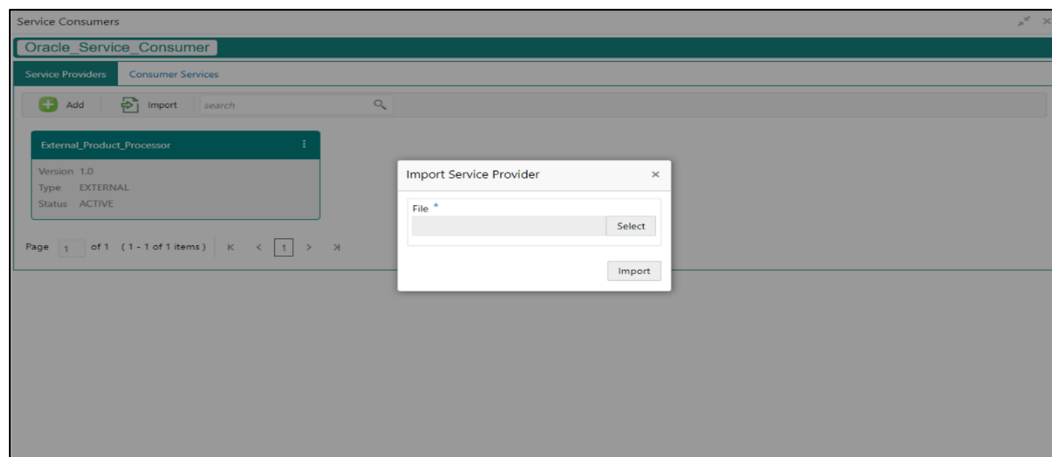 Service Consumers
Oracle_Service_Consumer
Service Providers Consumer Services
Add Import search
External_Product_Processor
Version 1.0
Type EXTERNAL
Status ACTIVE
Page 1 of 1 (1 - 1 of 1 items) 1
Import Service Provider
File *
Select
Import